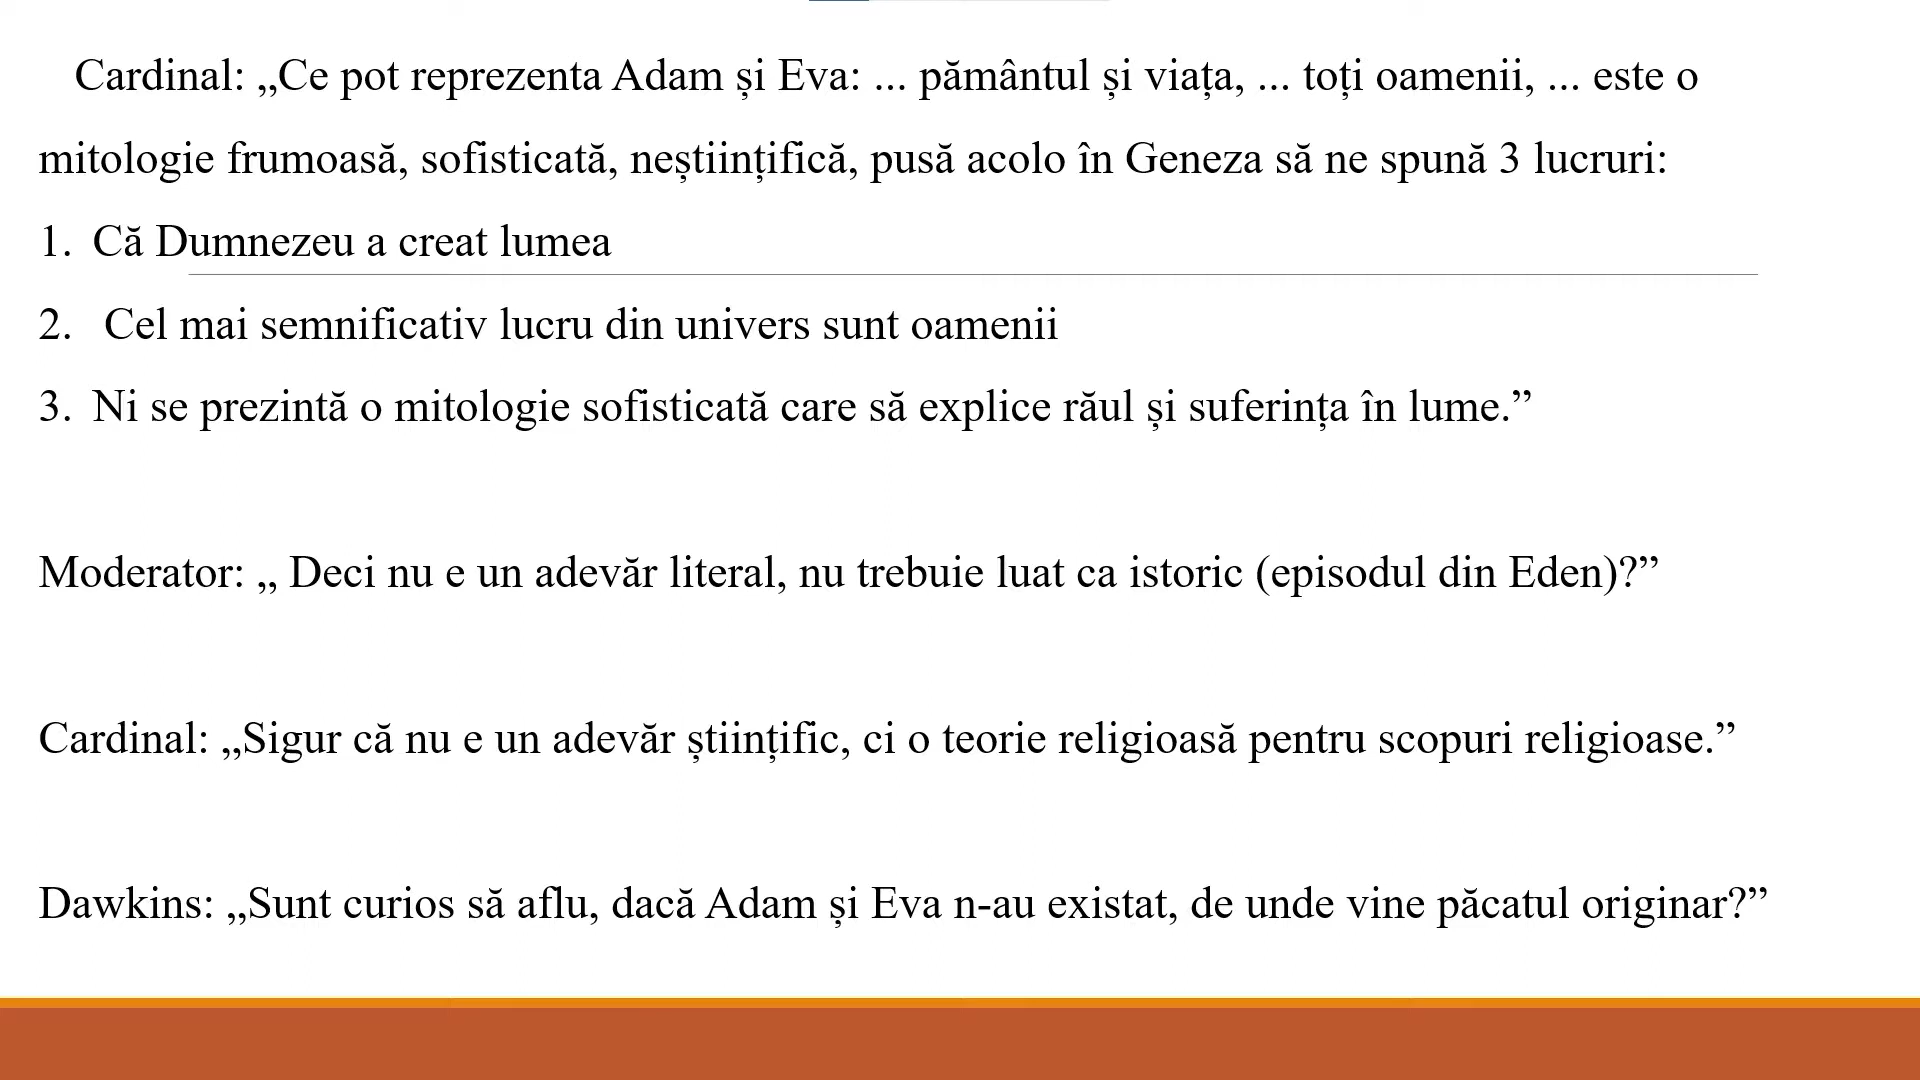 Cardinal: „Ce pot reprezenta Adam și Eva: ... pământul și viața, ... toți oamenii, ... este o
mitologie frumoasă, sofisticată, neștiințifică, pusă acolo în Geneza să ne spună 3 lucruri:
1. Că Dumnezeu a creat lumea
2. Cel mai semnificativ lucru din univers sunt oamenii
3. Ni se prezintă o mitologie sofisticată care să explice răul și suferința în lume.”
Moderator: „ Deci nu e un adevăr literal, nu trebuie luat ca istoric (episodul din Eden)?”
Cardinal: „Sigur că nu e un adevăr științific, ci o teorie religioasă pentru scopuri religioase.”
Dawkins: „Sunt curios să aflu, dacă Adam și Eva n-au existat, de unde vine păcatul originar?”